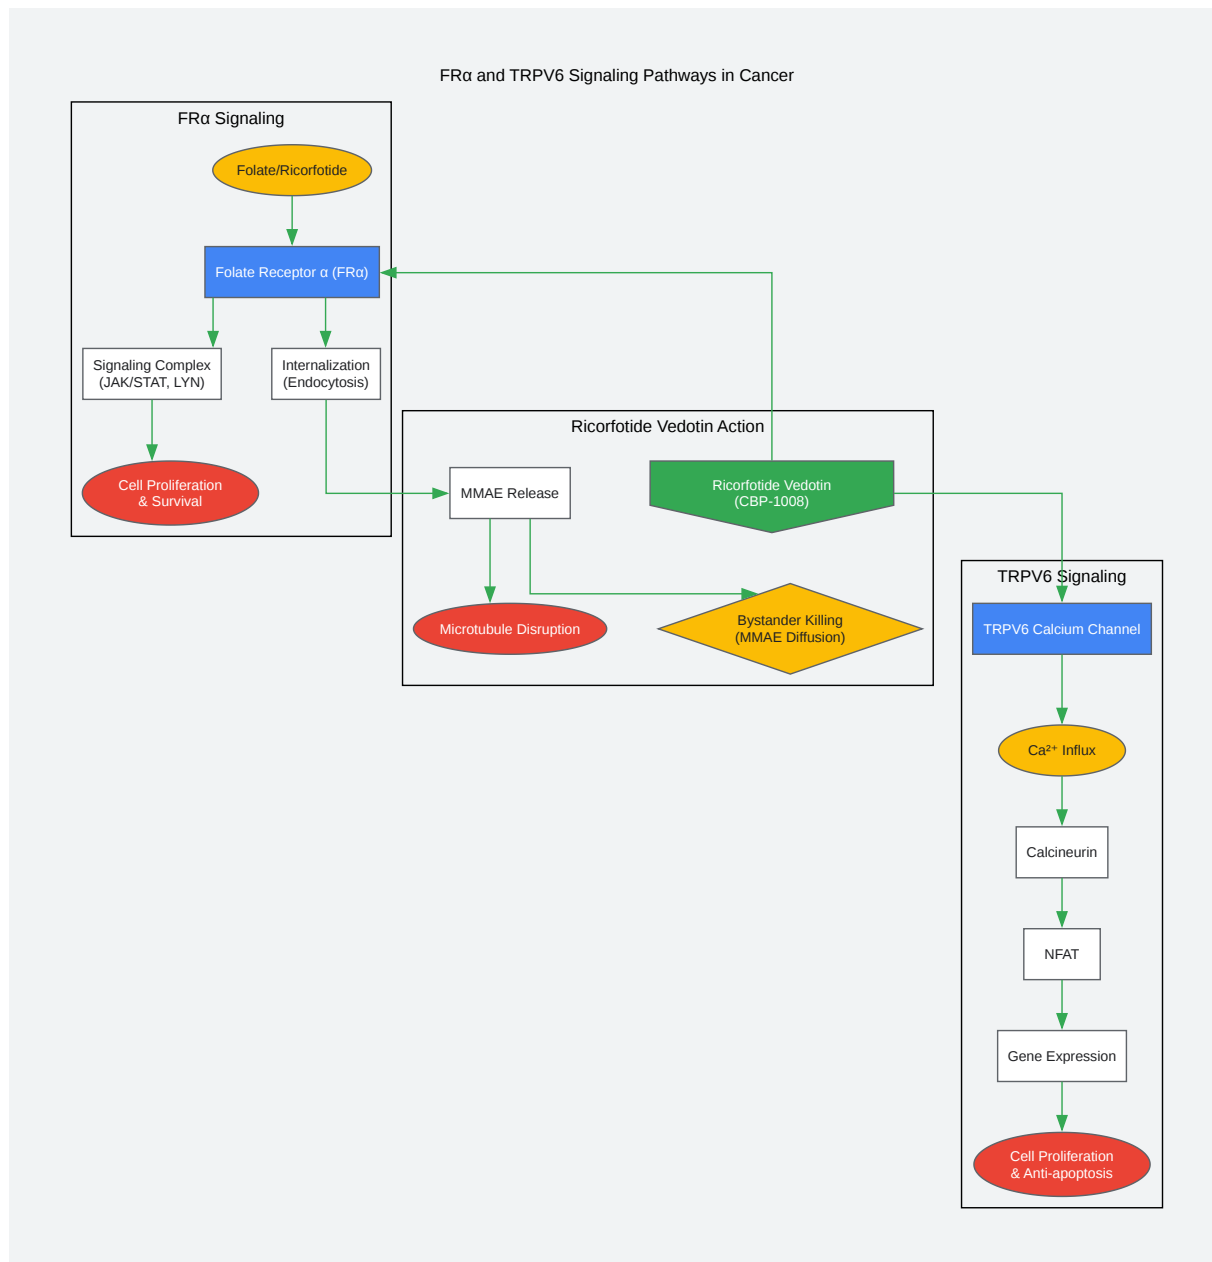 FRα and TRPV6 Signaling Pathways in Cancer
FRα Signaling
Folate/Ricorfotide
Folate Receptor α (FRα)
Signaling Complex
(JAK/STAT, LYN)
Internalization
(Endocytosis)
Cell Proliferation
& Survival
Ricorfotide Vedotin Action
MMAE Release
Ricorfotide Vedotin
(CBP-1008)
Microtubule Disruption
Bystander Killing
(MMAE Diffusion)
TRPV6 Signaling
TRPV6 Calcium Channel
Ca²⁺ Influx
Calcineurin
NFAT
Gene Expression
Cell Proliferation
& Anti-apoptosis